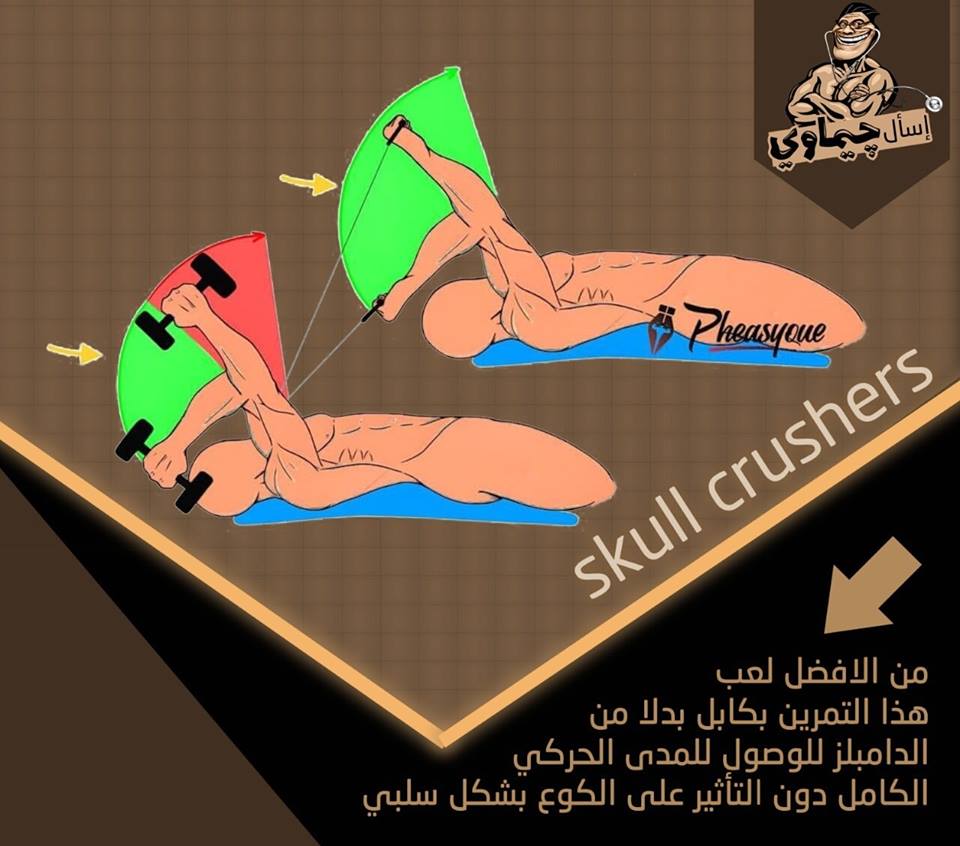 إسأل چيماوي
Pheasyque
skull crushers
من الافضل لعب
هذا التمرين بكابل بدلا من
الدامبلز للوصول للمدى الحركي
الكامل دون التأثير على الكوع بشكل سلبي